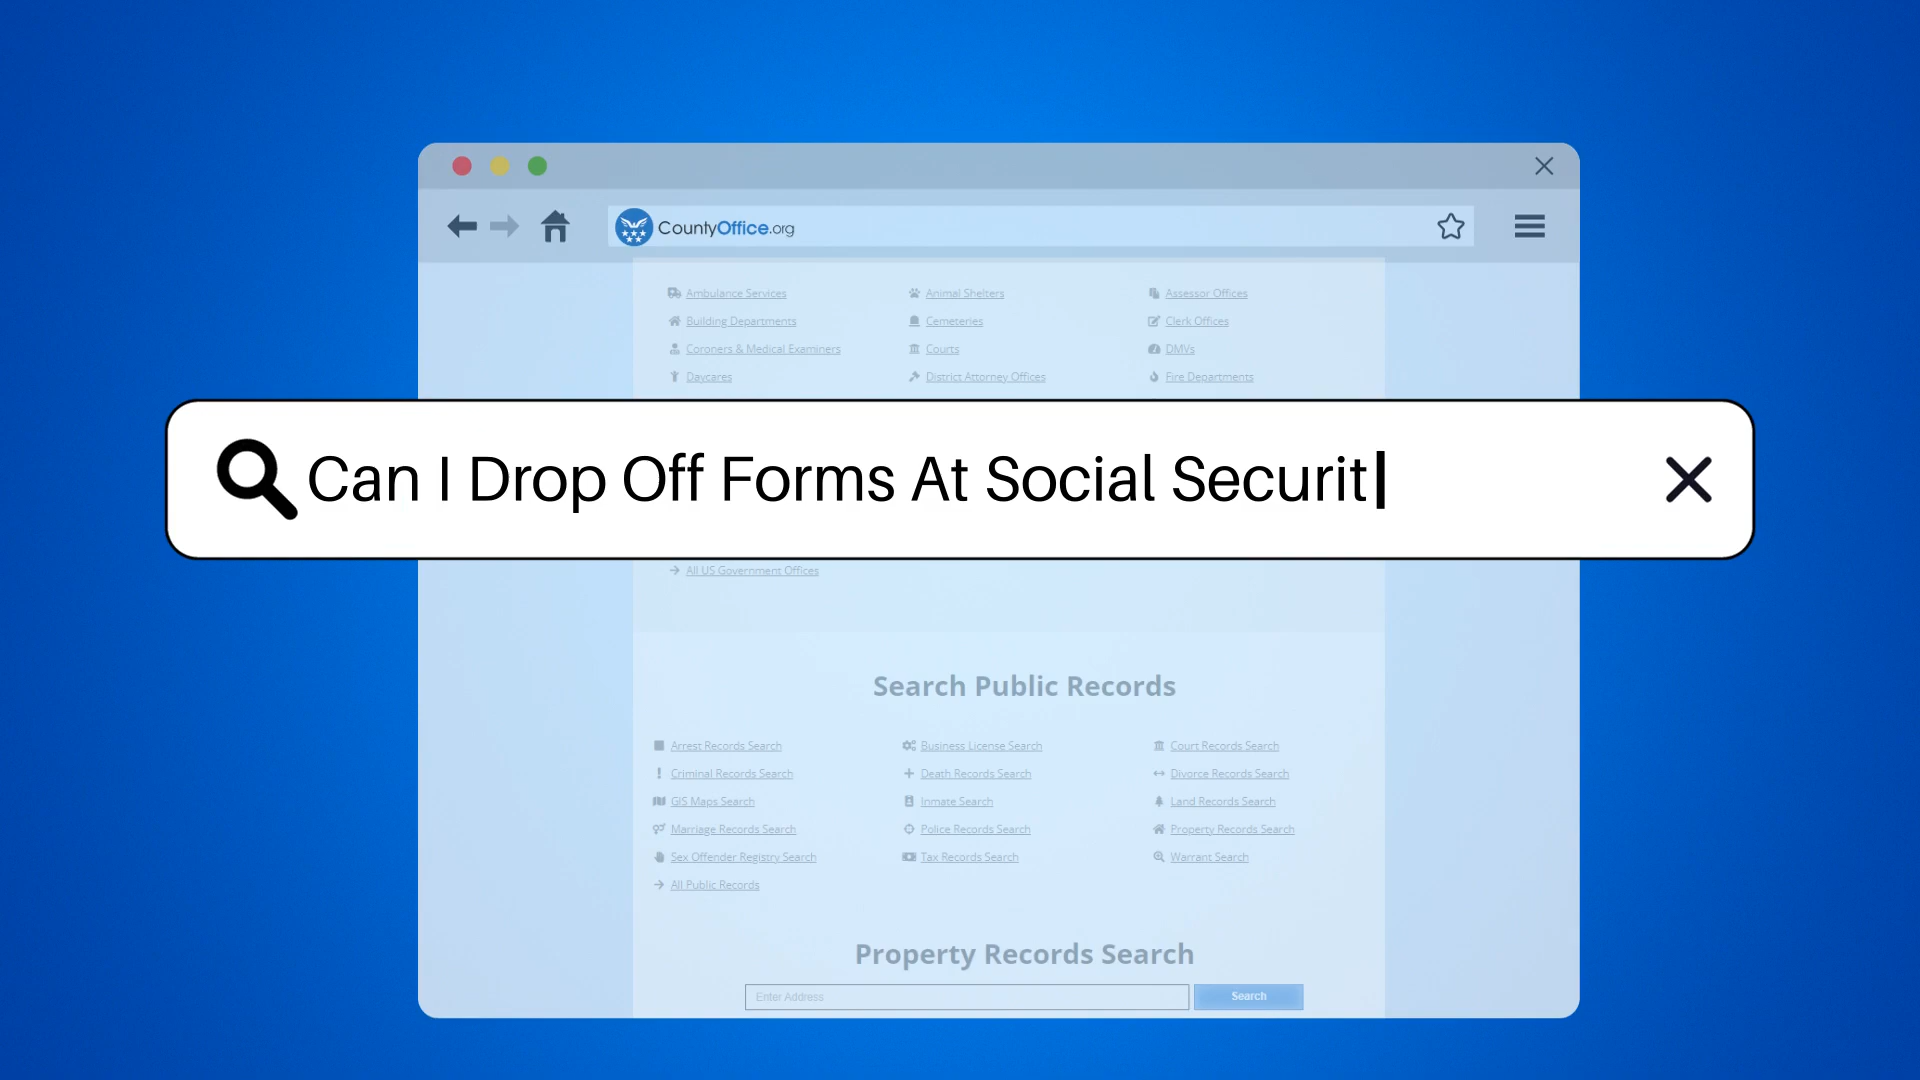 CountyOffice.org
Ambulance Services Animal Shelters Assessor Offices
Building Departments Cemeteries Clerk Offices
Coroners & Medical Examiners Courts DMVs
Daycares District Attorney Offices Fire Departments
Can I Drop Off Forms At Social Securit
All US Government Offices
Search Public Records
Arrest Records Search Business License Search Court Records Search
Criminal Records Search Death Records Search Divorce Records Search
GIS Maps Search Inmate Search Land Records Search
Marriage Records Search Police Records Search Property Records Search
Sex Offender Registry Search Tax Records Search Warrant Search
All Public Records
Property Records Search
Enter Address Search